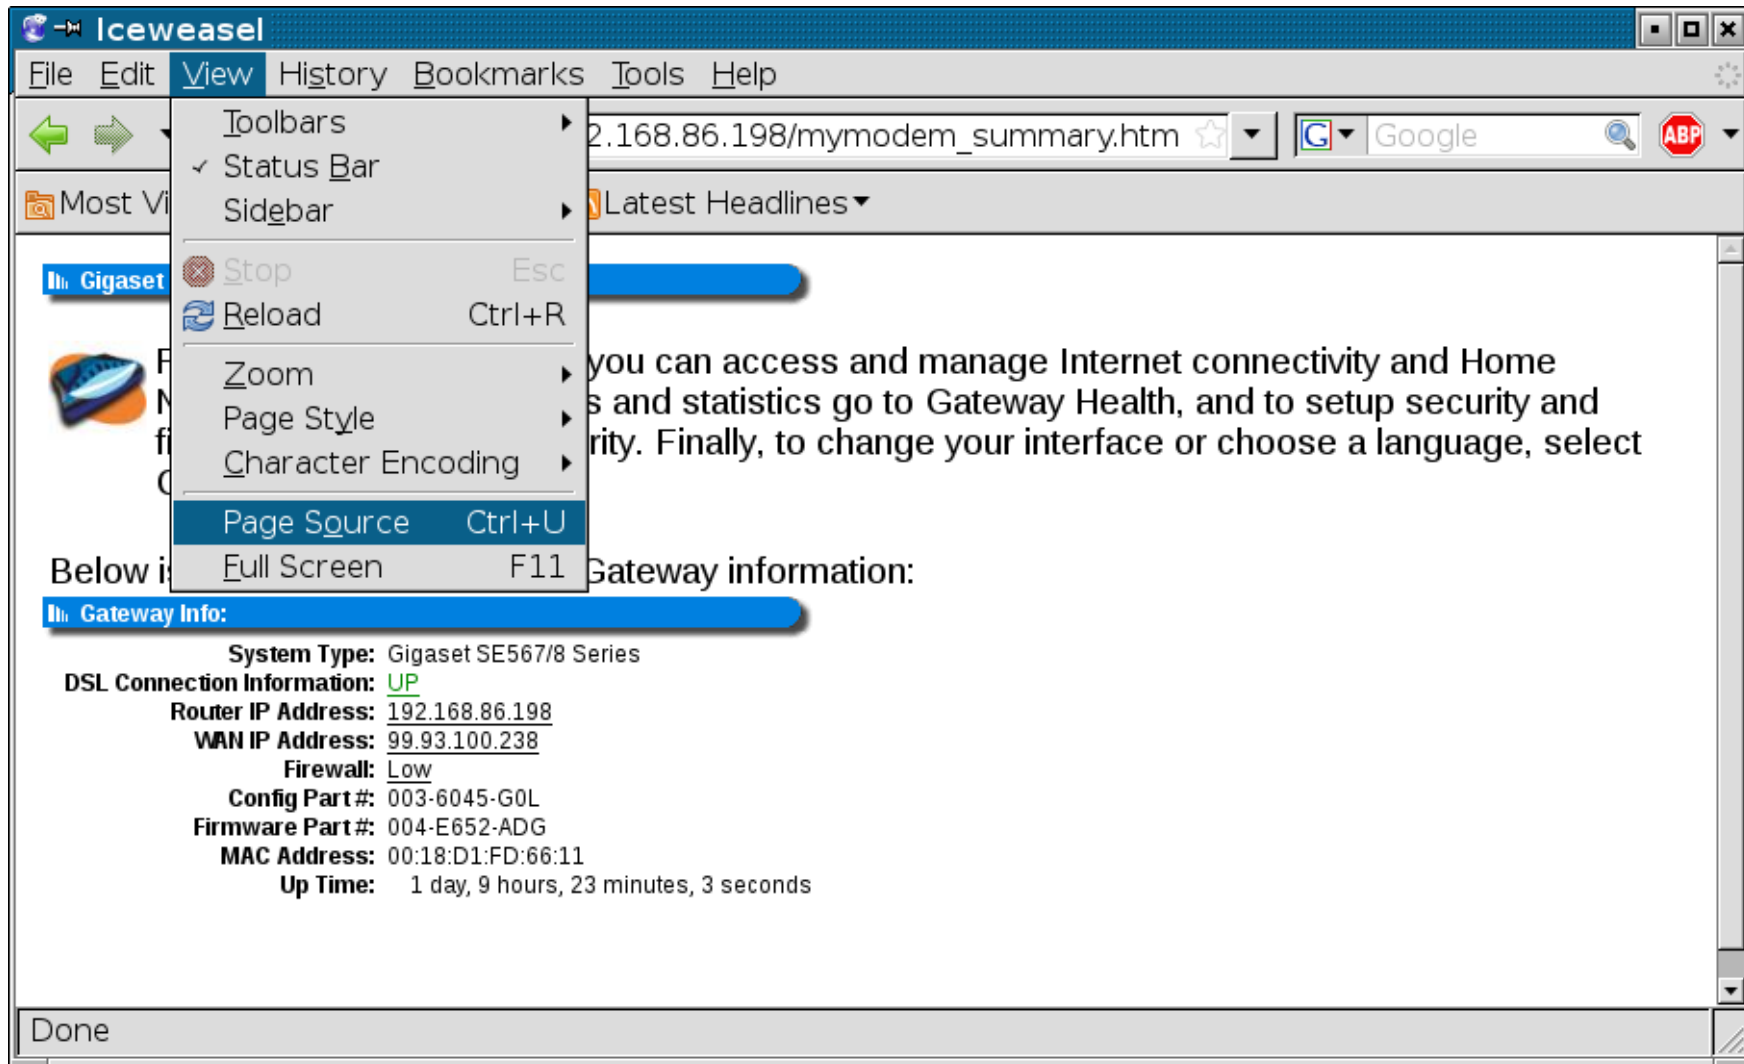 Iceweasel
File Edit View History Bookmarks Tools Help
Toolbars
2.168.86.198/mymodem_summary.htm Google ABP
Status Bar
Most Vi
Sidebar
Latest Headlines
Stop Esc
Gigaset
Reload Ctrl+R
you can access and manage Internet connectivity and Home
Zoom
s and statistics go to Gateway Health, and to setup security and
Page Style
rity. Finally, to change your interface or choose a language, select
Character Encoding
Page Source Ctrl+U
Full Screen F11
Below i Gateway information:
Gateway Info:
System Type: Gigaset SE567/8 Series
DSL Connection Information: UP
Router IP Address: 192.168.86.198
WAN IP Address: 99.93.100.238
Firewall: Low
Config Part #: 003-6045-G0L
Firmware Part #: 004-E652-ADG
MAC Address: 00:18:D1:FD:66:11
Up Time: 1 day, 9 hours, 23 minutes, 3 seconds
Done